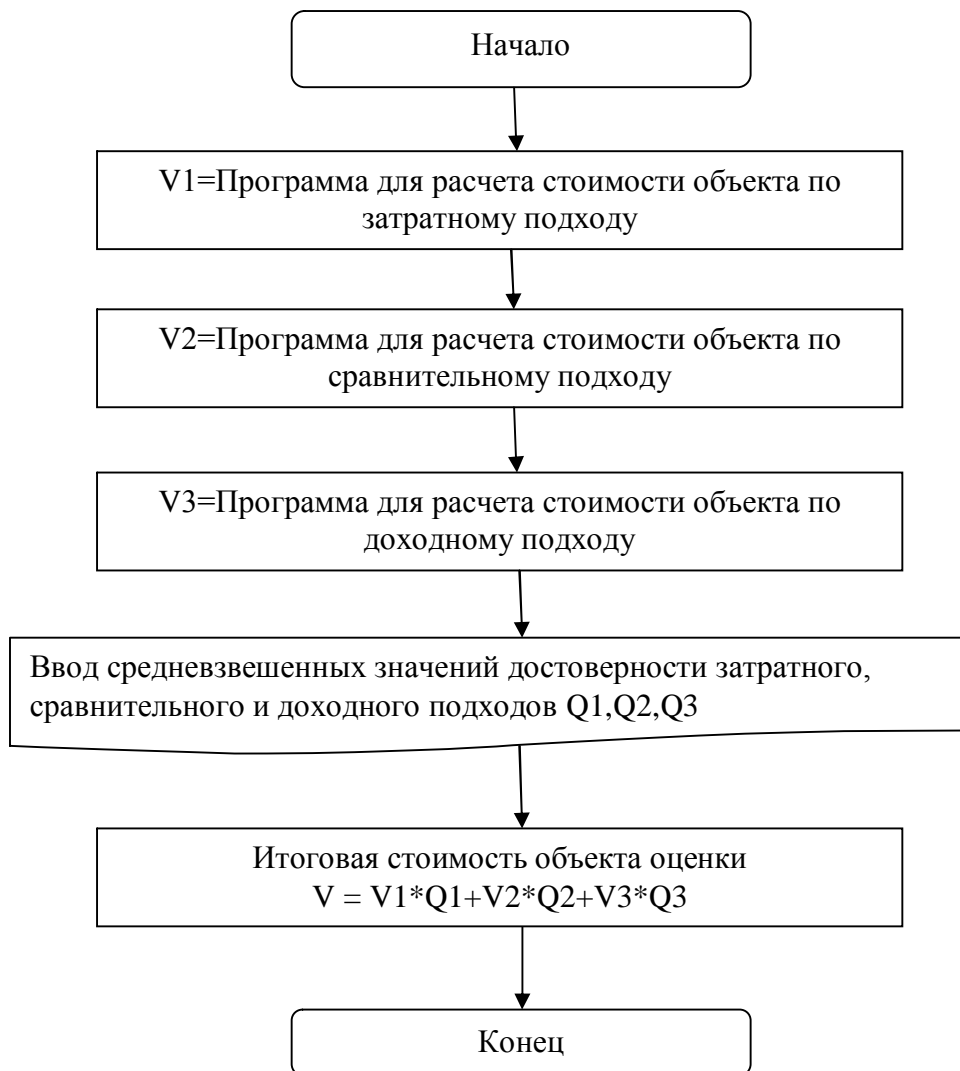 Начало
V1=Программа для расчета стоимости объекта по
затратному подходу
V2=Программа для расчета стоимости объекта по
сравнительному подходу
V3=Программа для расчета стоимости объекта по
доходному подходу
Ввод средневзвешенных значений достоверности затратного,
сравнительного и доходного подходов Q1,Q2,Q3
Итоговая стоимость объекта оценки
V = V1*Q1+V2*Q2+V3*Q3
Конец